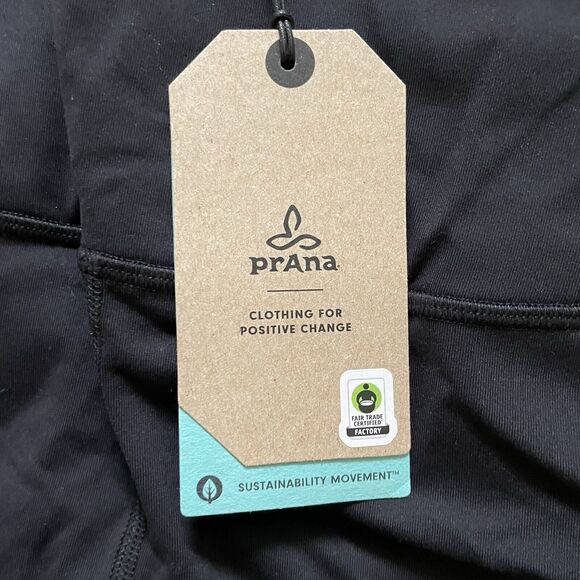 prAna
CLOTHING FOR
POSITIVE CHANGE
FAIR TRADE
CERTIFIED
FACTORY
SUSTAINABILITY MOVEMENT™